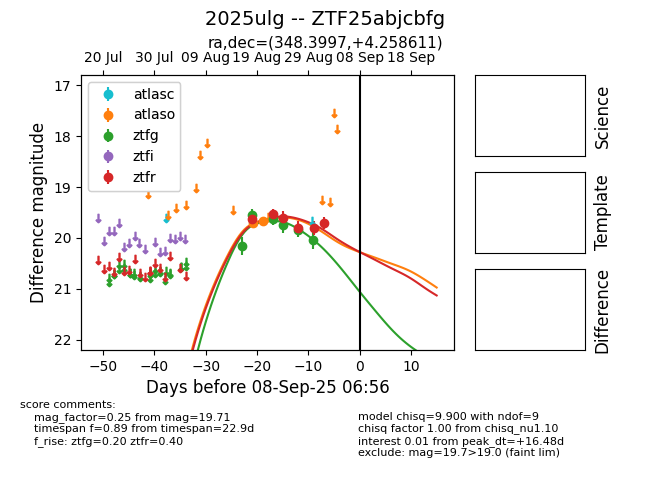 2025ulg -- ZTF25abjcbfg
ra,dec=(348.3997,+4.258611)
20 Jul 30 Jul 09 Aug 19 Aug 29 Aug 08 Sep 18 Sep
17
18
19
20
21
22
Difference magnitude
atlasc
atlaso
ztfg
ztfi
ztfr
−50 −40 −30 −20 −10 0 10
Days before 08-Sep-25 06:56
Science
Template
Difference
score comments:
mag_factor=0.25 from mag=19.71
timespan f=0.89 from timespan=22.9d
f_rise: ztfg=0.20 ztfr=0.40
model chisq=9.900 with ndof=9
chisq factor 1.00 from chisq_nu1.10
interest 0.01 from peak_dt=+16.48d
exclude: mag=19.7>19.0 (faint lim)